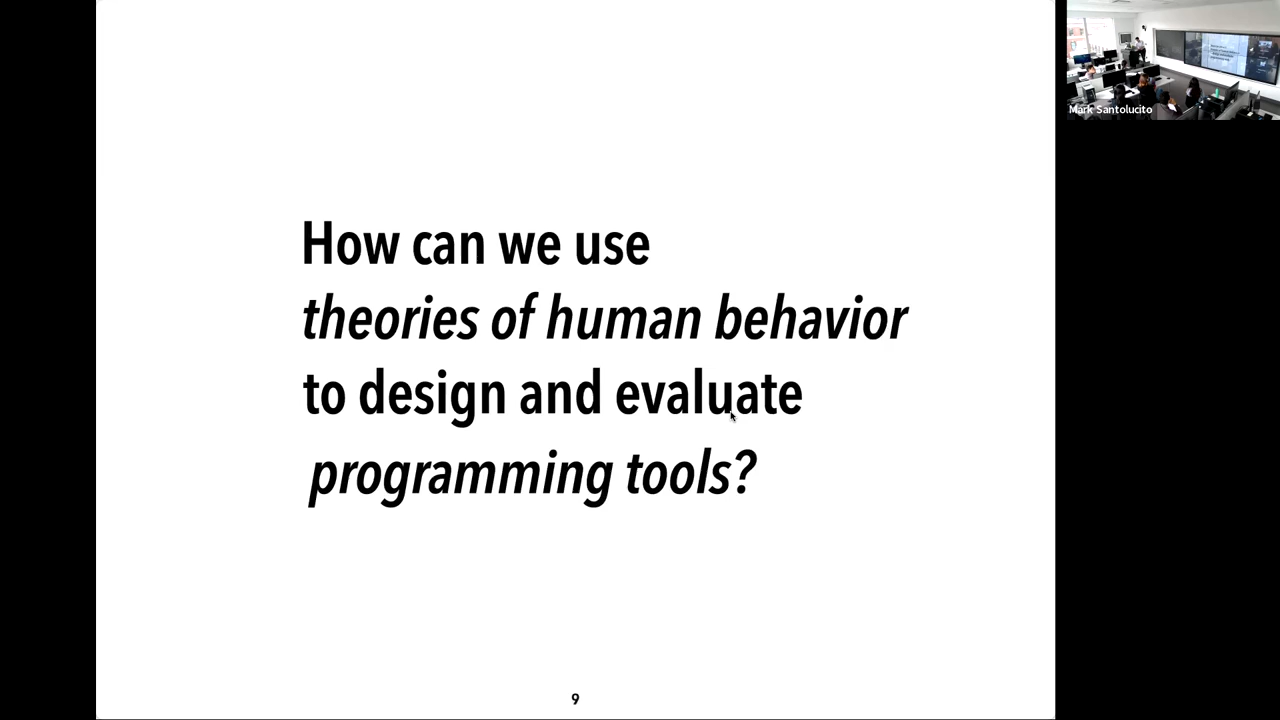 How can we use
theories of human behavior
to design and evaluate
programming tools?
9
Mark Santolucito